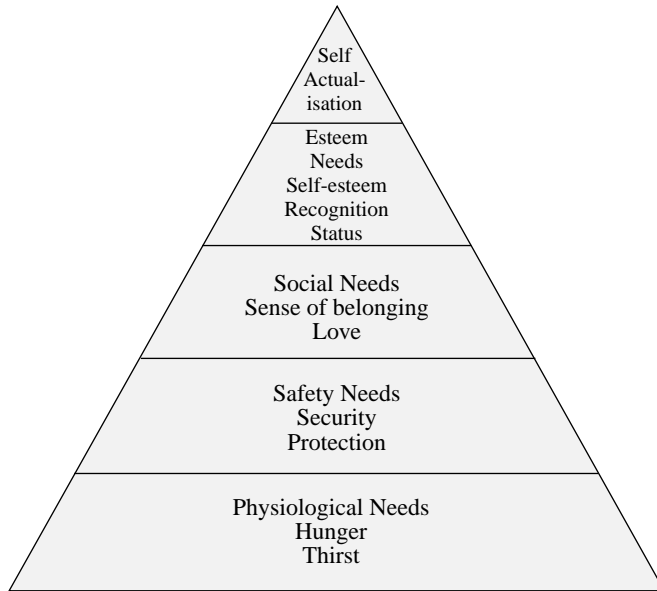 Self
Actual-
isation
Esteem
Needs
Self-esteem
Recognition
Status
Social Needs
Sense of belonging
Love
Safety Needs
Security
Protection
Physiological Needs
Hunger
Thirst